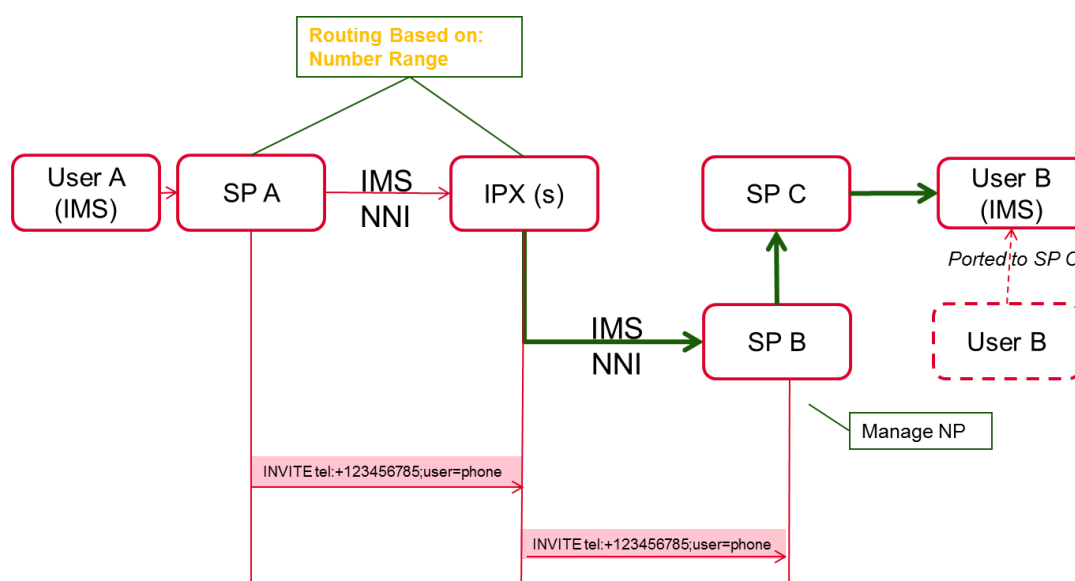 Routing Based on:
Number Range
User A
(IMS)
SP A
IMS
NNI
IPX (s)
SP C
User B
(IMS)
Ported to SP C
IMS
NNI
SP B
User B
Manage NP
INVITE tel:+123456785;user=phone
INVITE tel:+123456785;user=phone